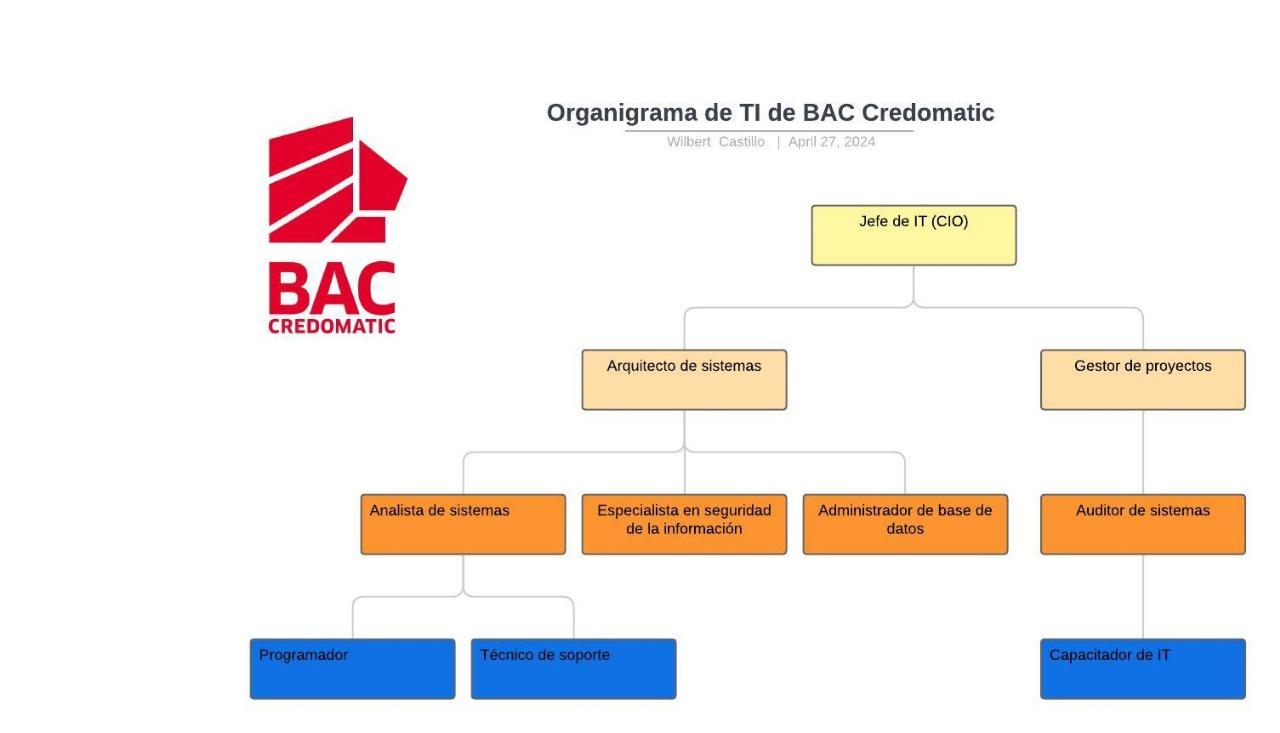 Organigrama de TI de BAC Credomatic
Wilbert Castillo | April 27, 2024
BAC
CREDOMATIC
Jefe de IT (CIO)
Arquitecto de sistemas
Gestor de proyectos
Analista de sistemas
Especialista en seguridad
de la información
Administrador de base de
datos
Auditor de sistemas
Programador
Técnico de soporte
Capacitador de IT